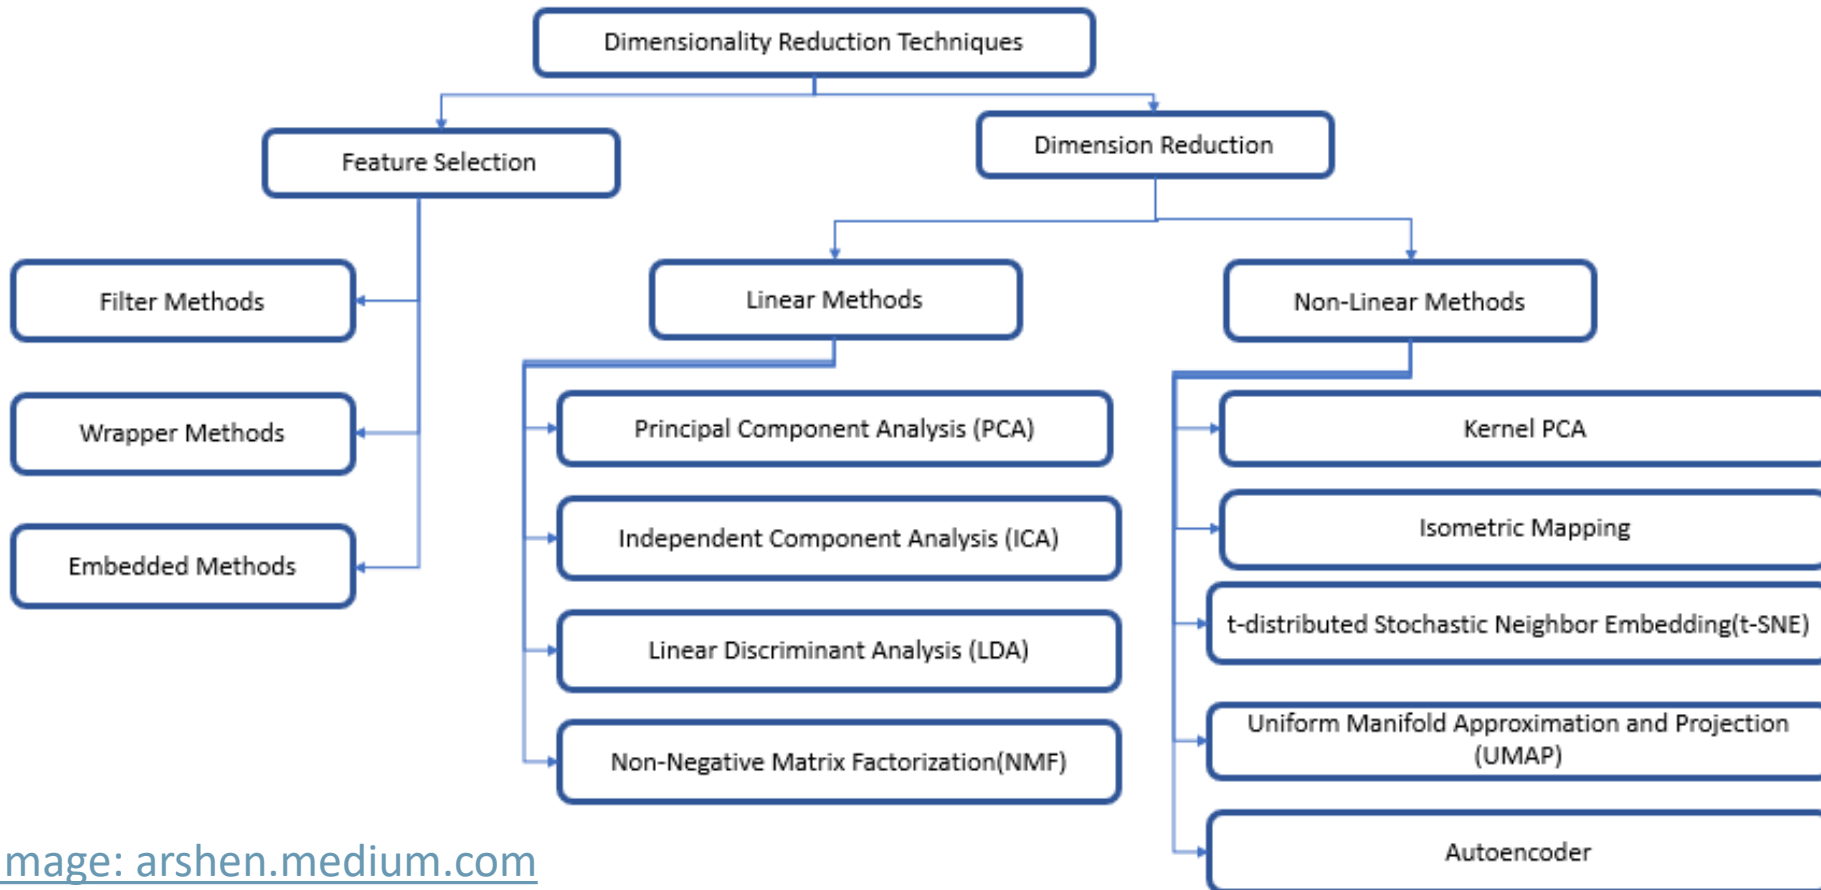 Dimensionality Reduction Techniques
Feature Selection
Dimension Reduction
Filter Methods
Wrapper Methods
Embedded Methods
Linear Methods
Principal Component Analysis (PCA)
Independent Component Analysis (ICA)
Linear Discriminant Analysis (LDA)
Non-Negative Matrix Factorization(NMF)
Non-Linear Methods
Kernel PCA
Isometric Mapping
t-distributed Stochastic Neighbor Embedding(t-SNE)
Uniform Manifold Approximation and Projection
(UMAP)
Autoencoder
mage: arshen.medium.com